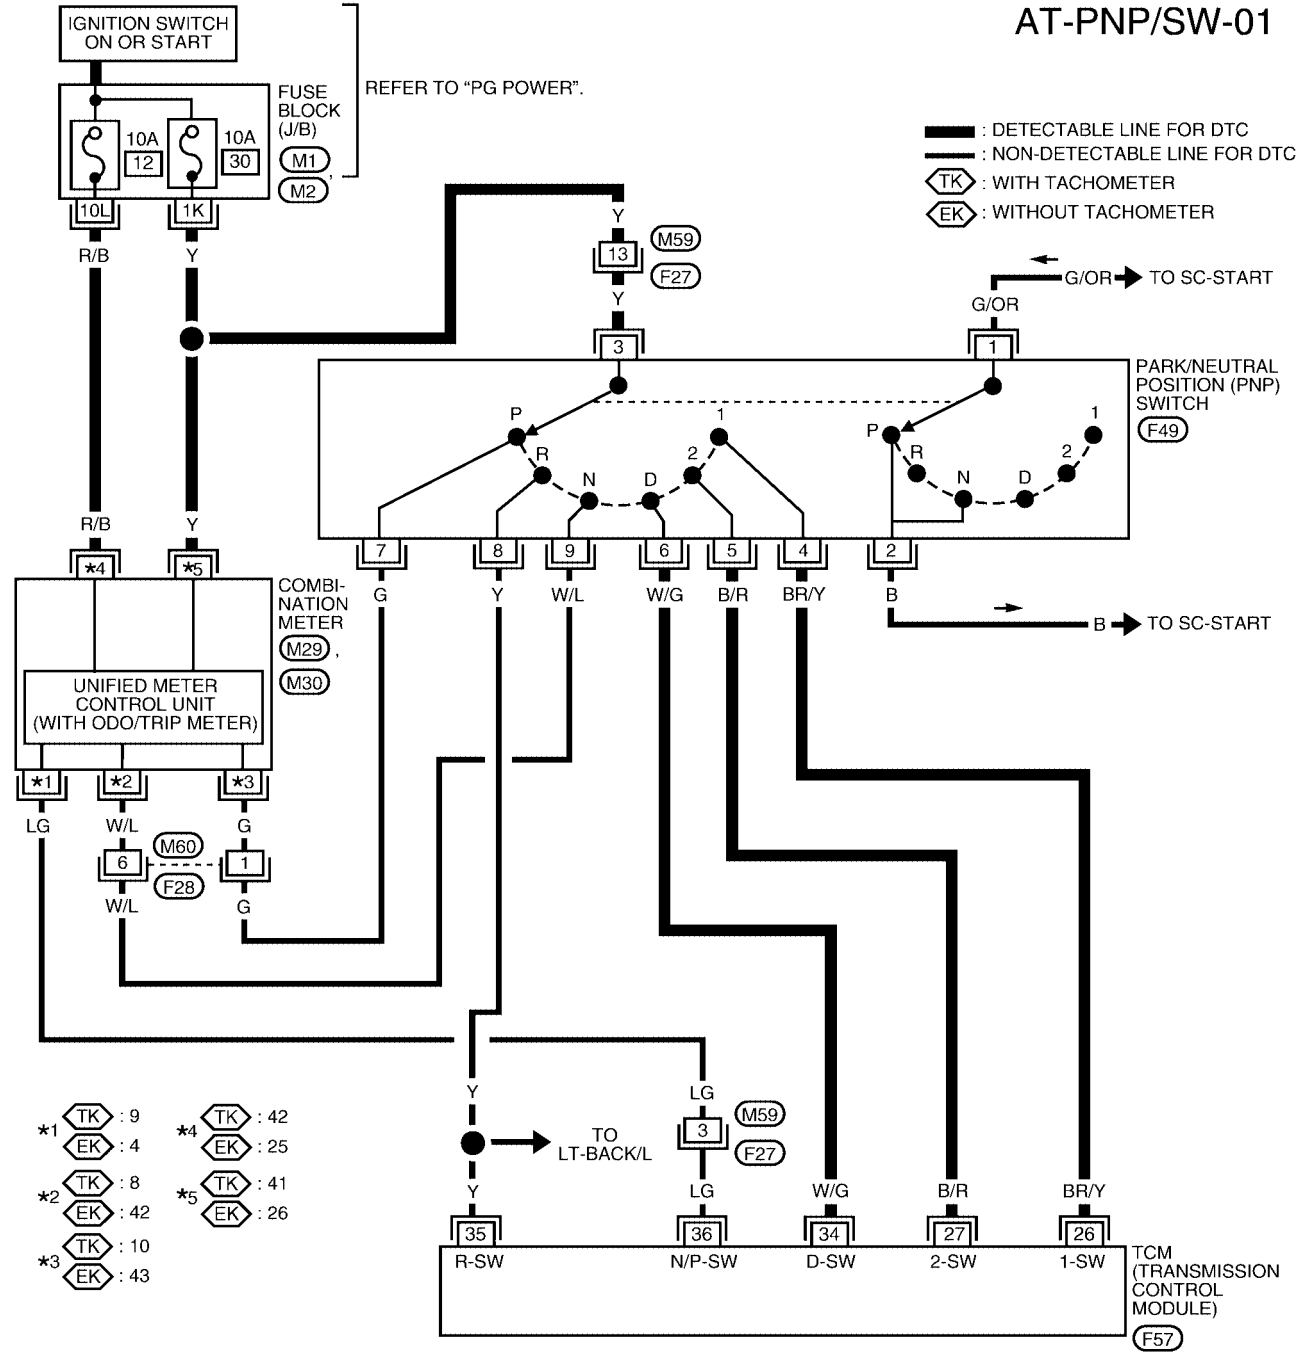 AT-PNP/SW-01
IGNITION SWITCH
ON OR START
FUSE
BLOCK
(J/B)
REFER TO “PG POWER”.
10A
12
10A
30
M1 ,
M2
10L
1K
R/B
Y
: DETECTABLE LINE FOR DTC
: NON-DETECTABLE LINE FOR DTC
TK : WITH TACHOMETER
EK : WITHOUT TACHOMETER
Y
13
M59
F27
Y
3
G/OR
TO SC-START
G/OR
1
PARK/NEUTRAL
POSITION (PNP)
SWITCH
F49
P
R
N
D
2
1
P
R
N
D
2
1
R/B
Y
*4
*5
7
8
9
6
5
4
2
G
Y
W/L
W/G
B/R
BR/Y
B
B
TO SC-START
COMBI-
NATION
METER
M29 ,
M30
UNIFIED METER
CONTROL UNIT
(WITH ODO/TRIP METER)
*1
*2
*3
LG
W/L
G
6
M60
F28
1
W/L
G
Y
TO
LT-BACK/L
Y
LG
3
M59
F27
LG
W/G
B/R
BR/Y
*1 TK : 9
EK : 4
*2 TK : 8
EK : 42
*3 TK : 10
EK : 43
*4 TK : 42
EK : 25
*5 TK : 41
EK : 26
35
36
34
27
26
R-SW
N/P-SW
D-SW
2-SW
1-SW
TCM
(TRANSMISSION
CONTROL
MODULE)
F57